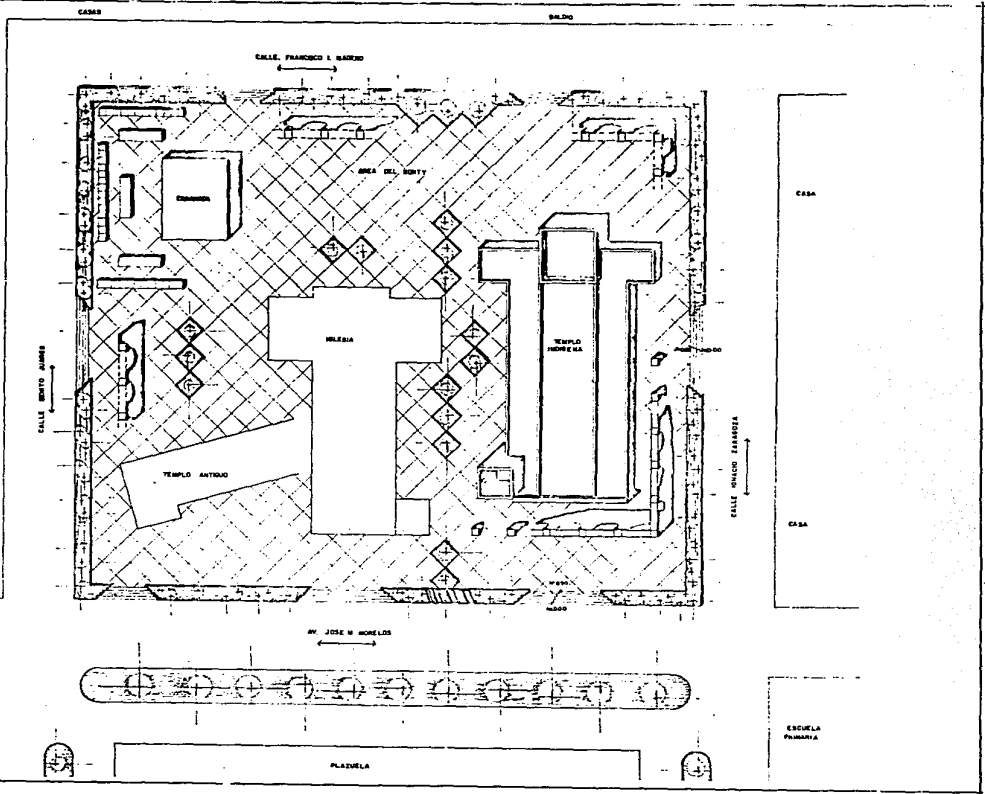 CASAS
BALDIO
CALLE. FRANCISCO I. MADERO
AREA DEL
CASA
IGLESIA
TEMPLO
INDIGENA
CALLE BENITO JUAREZ
TEMPLO ANTIGUO
CALLE IGNACIO ZARAGOZA
CASA
AV. JOSE M MORELOS
ESCUELA
PRIMARIA
PLAZUELA